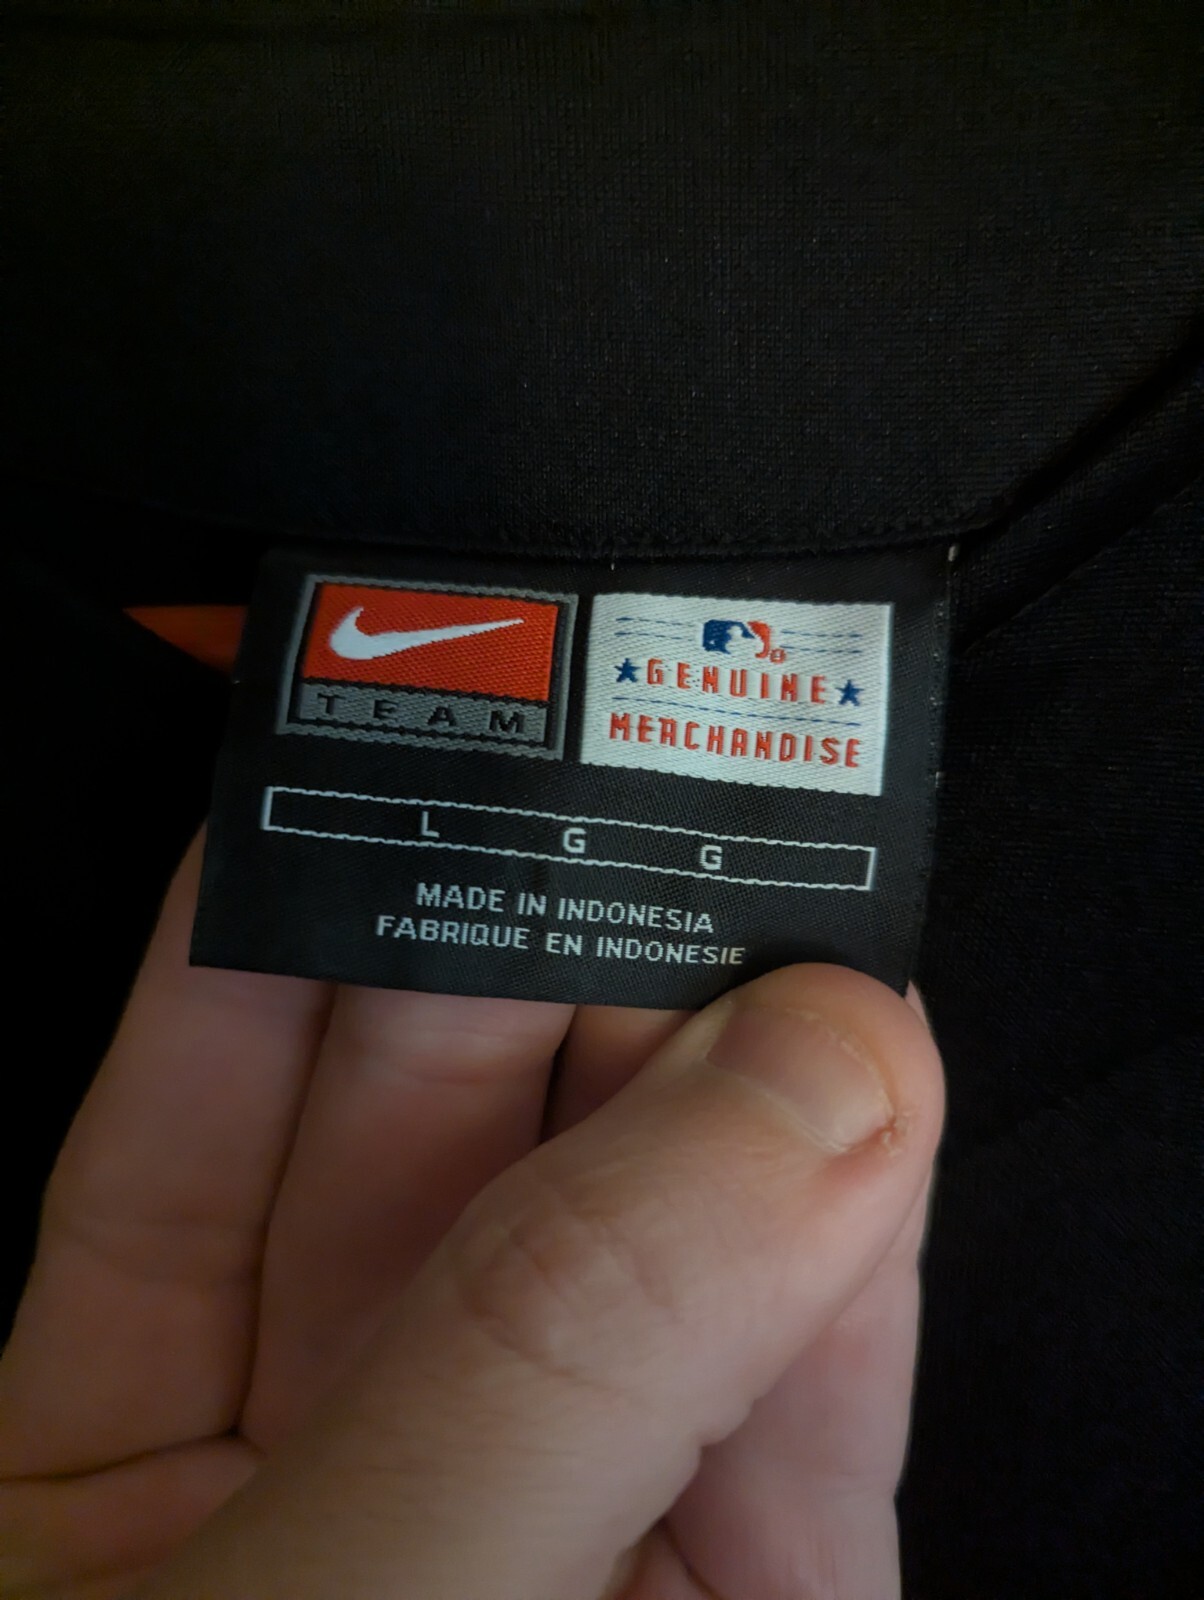 TEAM
GENUINE
MERCHANDISE
L G G
MADE IN INDONESIA
FABRIQUE EN INDONESIE